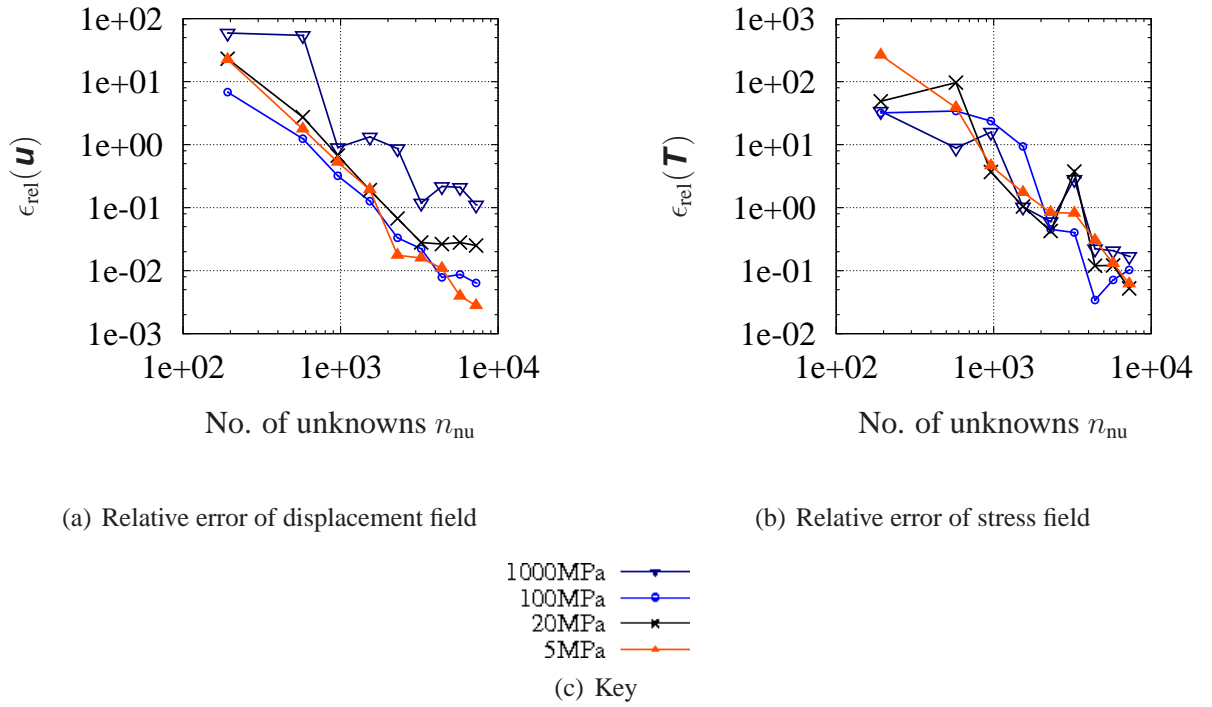 1e+02
1e+01
1e+00
1e-01
1e-02
1e-03
1e+02 1e+03 1e+04
ϵrel(u)
No. of unknowns nnu
(a) Relative error of displacement field
1e+03
1e+02
1e+01
1e+00
1e-01
1e-02
1e+02 1e+03 1e+04
ϵrel(T)
No. of unknowns nnu
(b) Relative error of stress field
1000MPa
100MPa
20MPa
5MPa
(c) Key